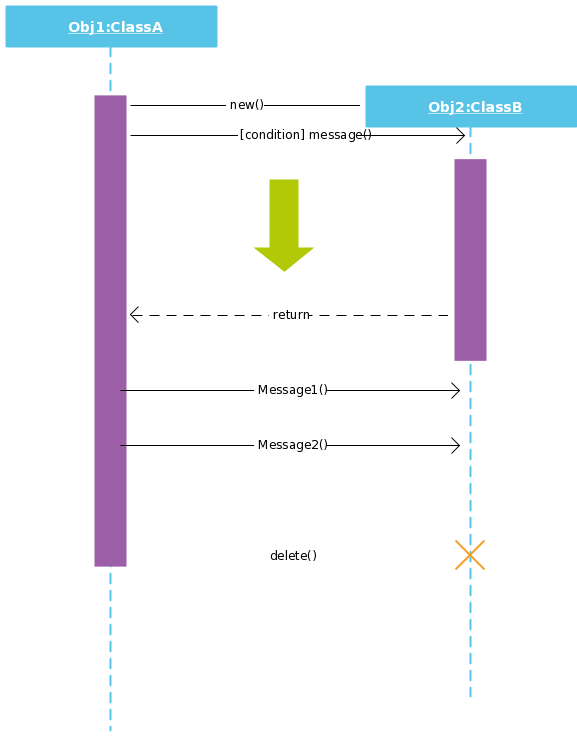 Obj1:ClassA
new()
Obj2:ClassB
[condition] message()
return
Message1()
Message2()
delete()